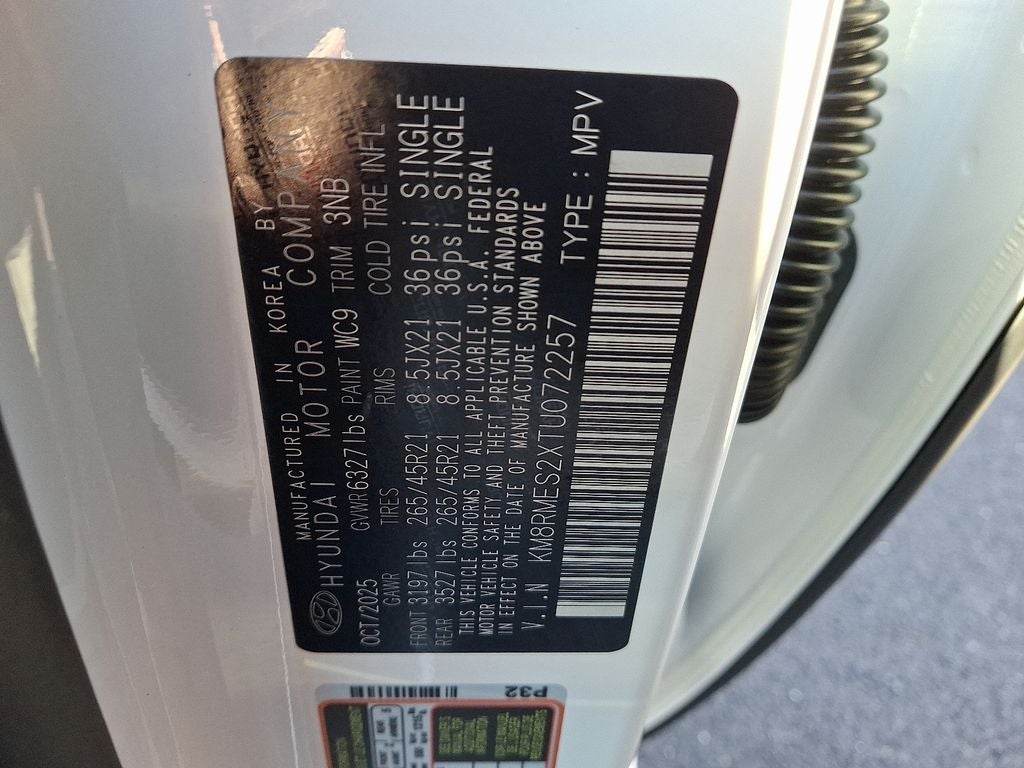 MANUFACTURED IN KOREA BY
HYUNDAI MOTOR COMPANY
OCT/2025 GVWR 6327lbs PAINT WC9 TRIM 3NB
GAWR TIRES RIMS COLD TIRE INFL
FRONT 3197 lbs 265/45R21 8.5JX21 36psi SINGLE
REAR 3527 lbs 265/45R21 8.5JX21 36psi SINGLE
THIS VEHICLE CONFORMS TO ALL APPLICABLE U.S.A. FEDERAL
MOTOR VEHICLE SAFETY AND THEFT PREVENTION STANDARDS
IN EFFECT ON THE DATE OF MANUFACTURE SHOWN ABOVE
V.I.N KM8RMES2XTU072257 TYPE : MPV
P32